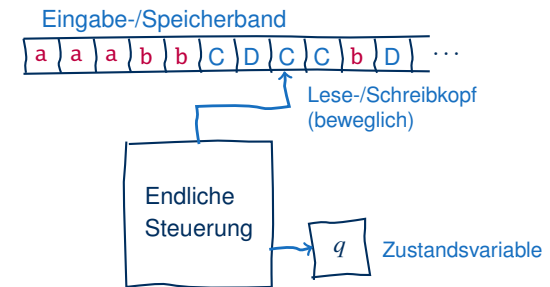 Eingabe-/Speicherband
a a a b b C D C C b D ···
Lese-/Schreibkopf
(beweglich)
Endliche
Steuerung
q
Zustandsvariable